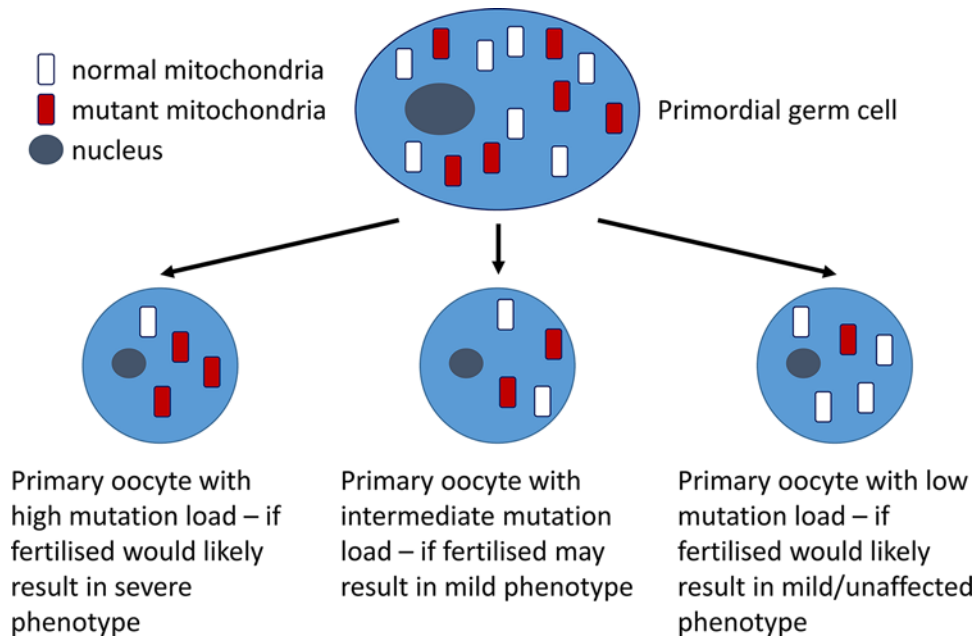 normal mitochondria
mutant mitochondria
nucleus
Primordial germ cell
Primary oocyte with
high mutation load – if
fertilised would likely
result in severe
phenotype
Primary oocyte with
intermediate mutation
load – if fertilised may
result in mild phenotype
Primary oocyte with low
mutation load – if
fertilised would likely
result in mild/unaffected
phenotype